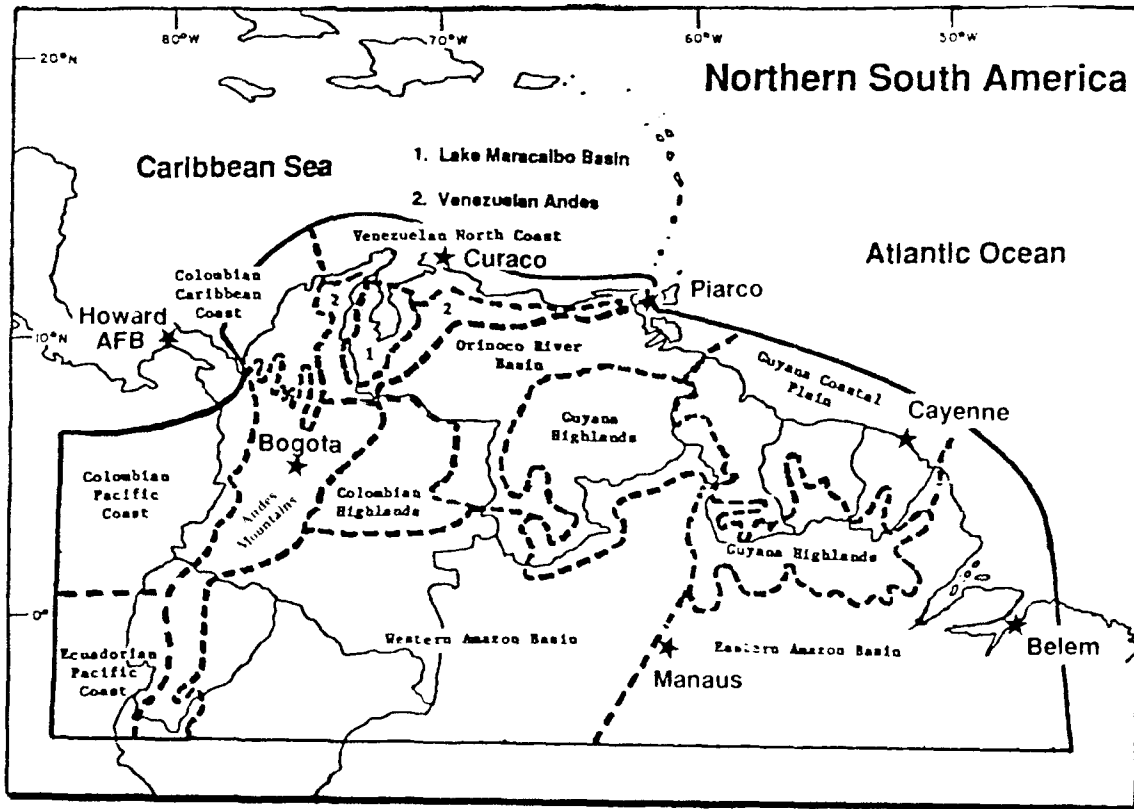 80°W
70°W
60°W
50°W
20°N
Northern South America
Caribbean Sea
1. Lake Maracaibo Basin
2. Venezuelan Andes
Atlantic Ocean
Venezuelan North Coast
Curaco
Colombian
Caribbean
Coast
Piarco
Howard
AFB
10°N
2
2
1
Orinoco River
Basin
Guyana Coastal
Plain
Cayenne
Guyana
Highlands
Bogota
Colombian
Pacific
Coast
Andes
Mountains
Colombian
Highlands
Guyana Highlands
0°
Western Amazon Basin
Eastern Amazon Basin
Ecuadorian
Pacific
Coast
Manaus
Belem